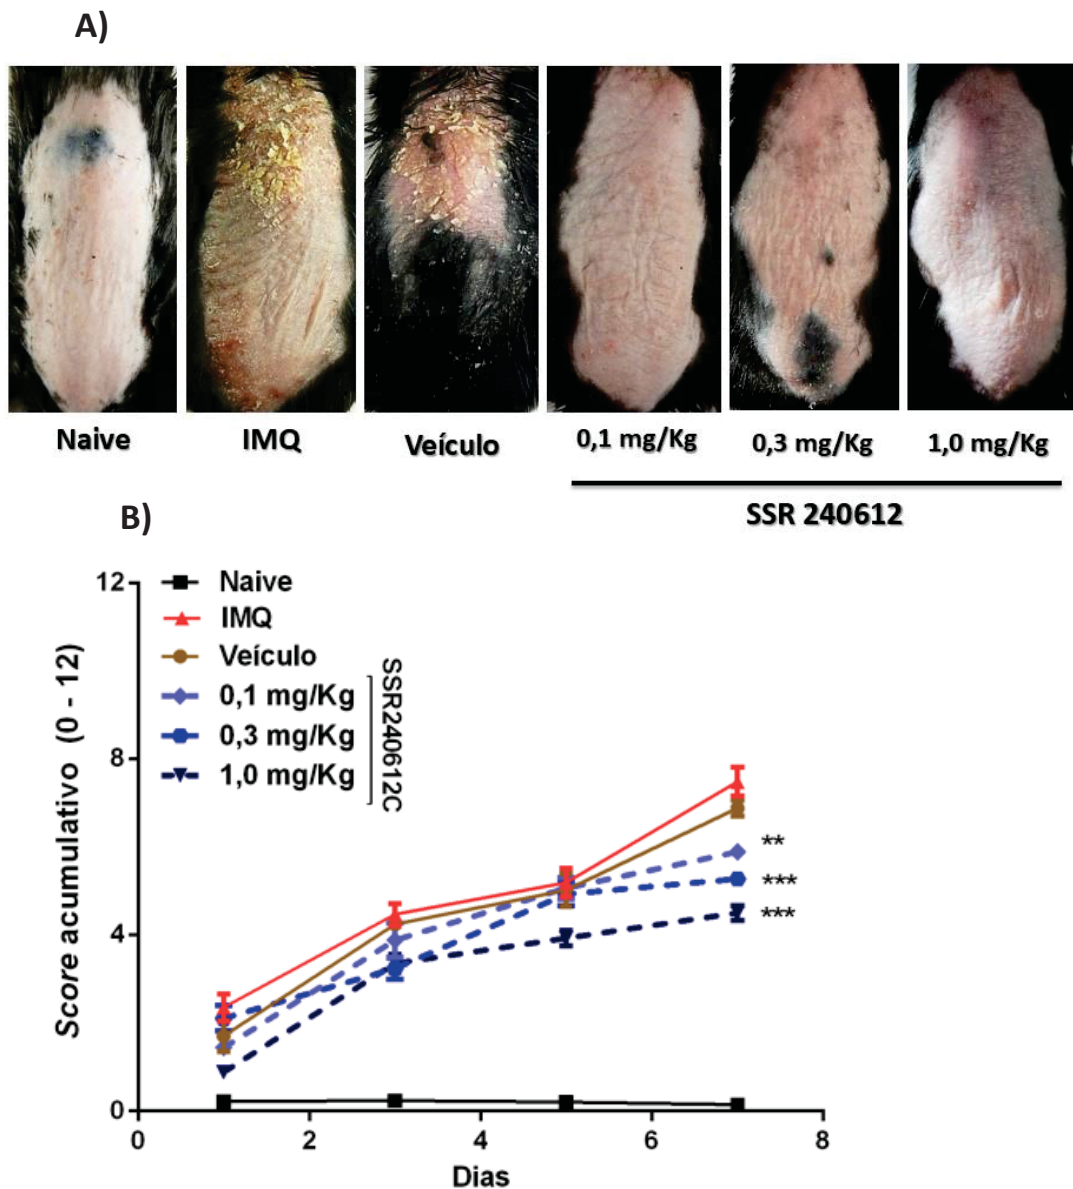 A)
Naive
IMQ
Veículo
0,1 mg/Kg
0,3 mg/Kg
1,0 mg/Kg
SSR 240612
B)
12
8
4
0
Score acumulativo (0 - 12)
Naive
IMQ
Veículo
0,1 mg/Kg
0,3 mg/Kg
1,0 mg/Kg
SSR240612C
**
***
***
0
2
4
6
8
Dias